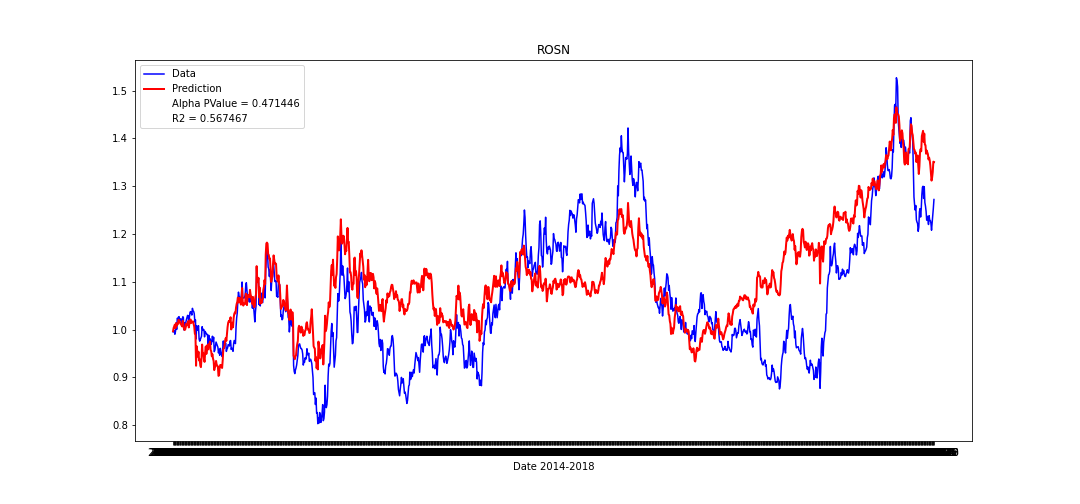 ROSN
Data
Prediction
Alpha PValue = 0.471446
R2 = 0.567467
1.5
1.4
1.3
1.2
1.1
1.0
0.9
0.8
Date 2014-2018